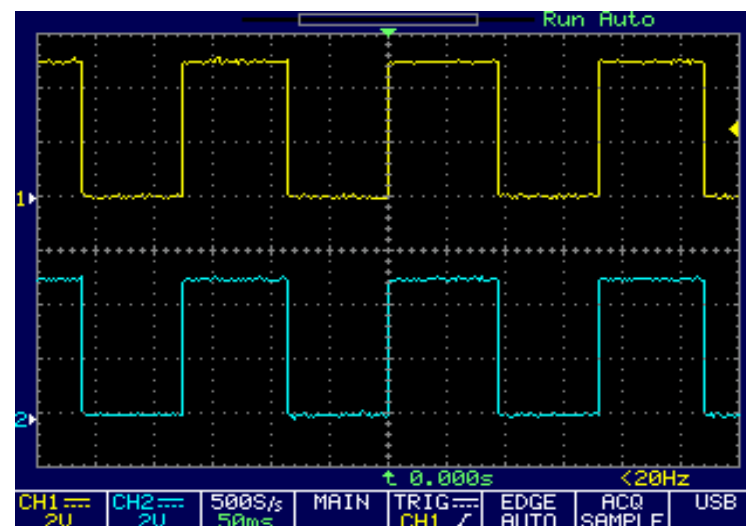 Run Auto
1
2
0.000s
<20Hz
CH1 CH2 500S/s MAIN TRIG EDGE ACQ USB
2V 2V 50ms CH1 AUTO SAMPLE